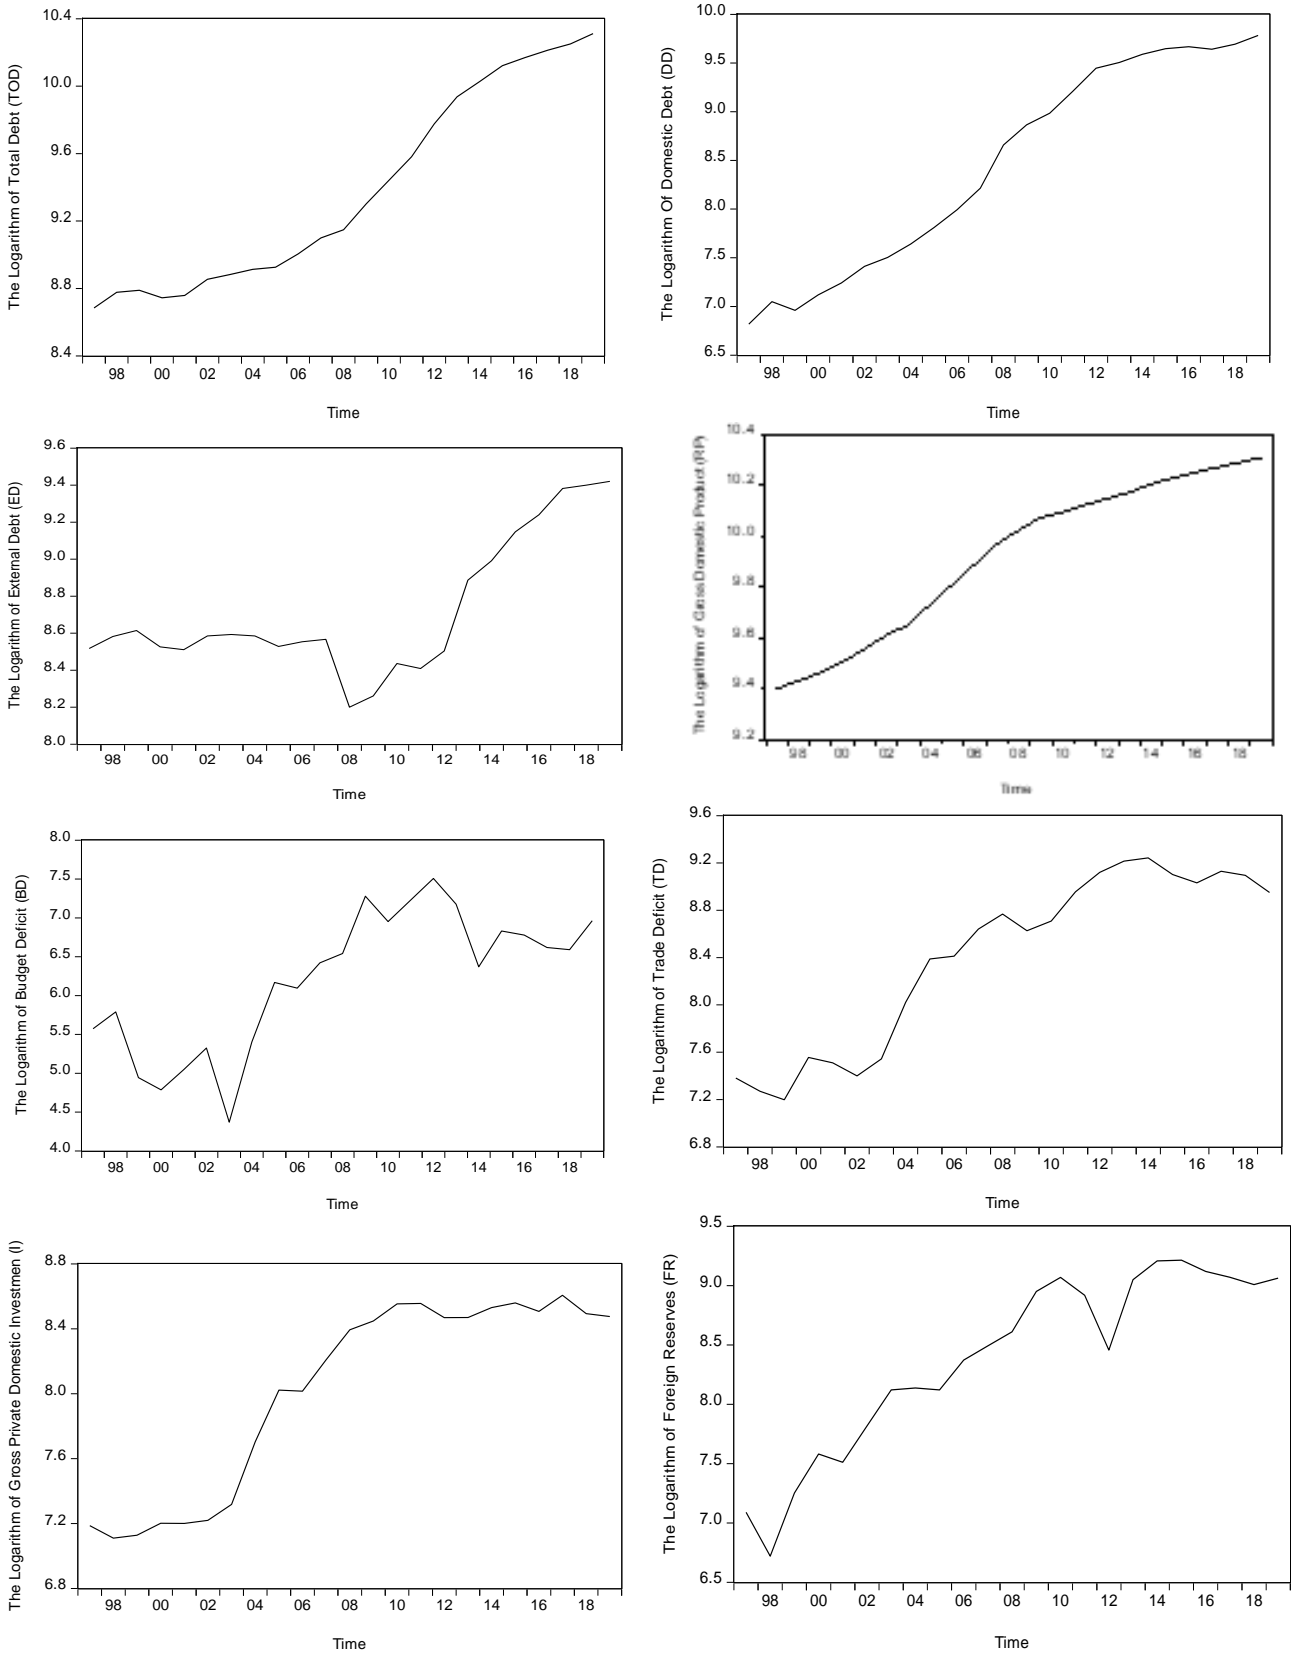 The Logarithm of Total Debt (TOD)
10.4
10.0
9.6
9.2
8.8
8.4
98 00 02 04 06 08 10 12 14 16 18
Time
The Logarithm Of Domestic Debt (DD)
10.0
9.5
9.0
8.5
8.0
7.5
7.0
6.5
98 00 02 04 06 08 10 12 14 16 18
Time
The Logarithm of External Debt (ED)
9.6
9.4
9.2
9.0
8.8
8.6
8.4
8.2
8.0
98 00 02 04 06 08 10 12 14 16 18
Time
The Logarithm of Gross Domestic Product (RP)
10.4
10.2
10.0
9.8
9.6
9.4
9.2
98 00 02 04 06 08 10 12 14 16 18
Time
The Logarithm of Budget Deficit (BD)
8.0
7.5
7.0
6.5
6.0
5.5
5.0
4.5
4.0
98 00 02 04 06 08 10 12 14 16 18
Time
The Logarithm of Trade Deficit (TD)
9.6
9.2
8.8
8.4
8.0
7.6
7.2
6.8
98 00 02 04 06 08 10 12 14 16 18
Time
The Logarithm of Gross Private Domestic Investmen (I)
8.8
8.4
8.0
7.6
7.2
6.8
98 00 02 04 06 08 10 12 14 16 18
Time
The Logarithm of Foreign Reserves (FR)
9.5
9.0
8.5
8.0
7.5
7.0
6.5
98 00 02 04 06 08 10 12 14 16 18
Time